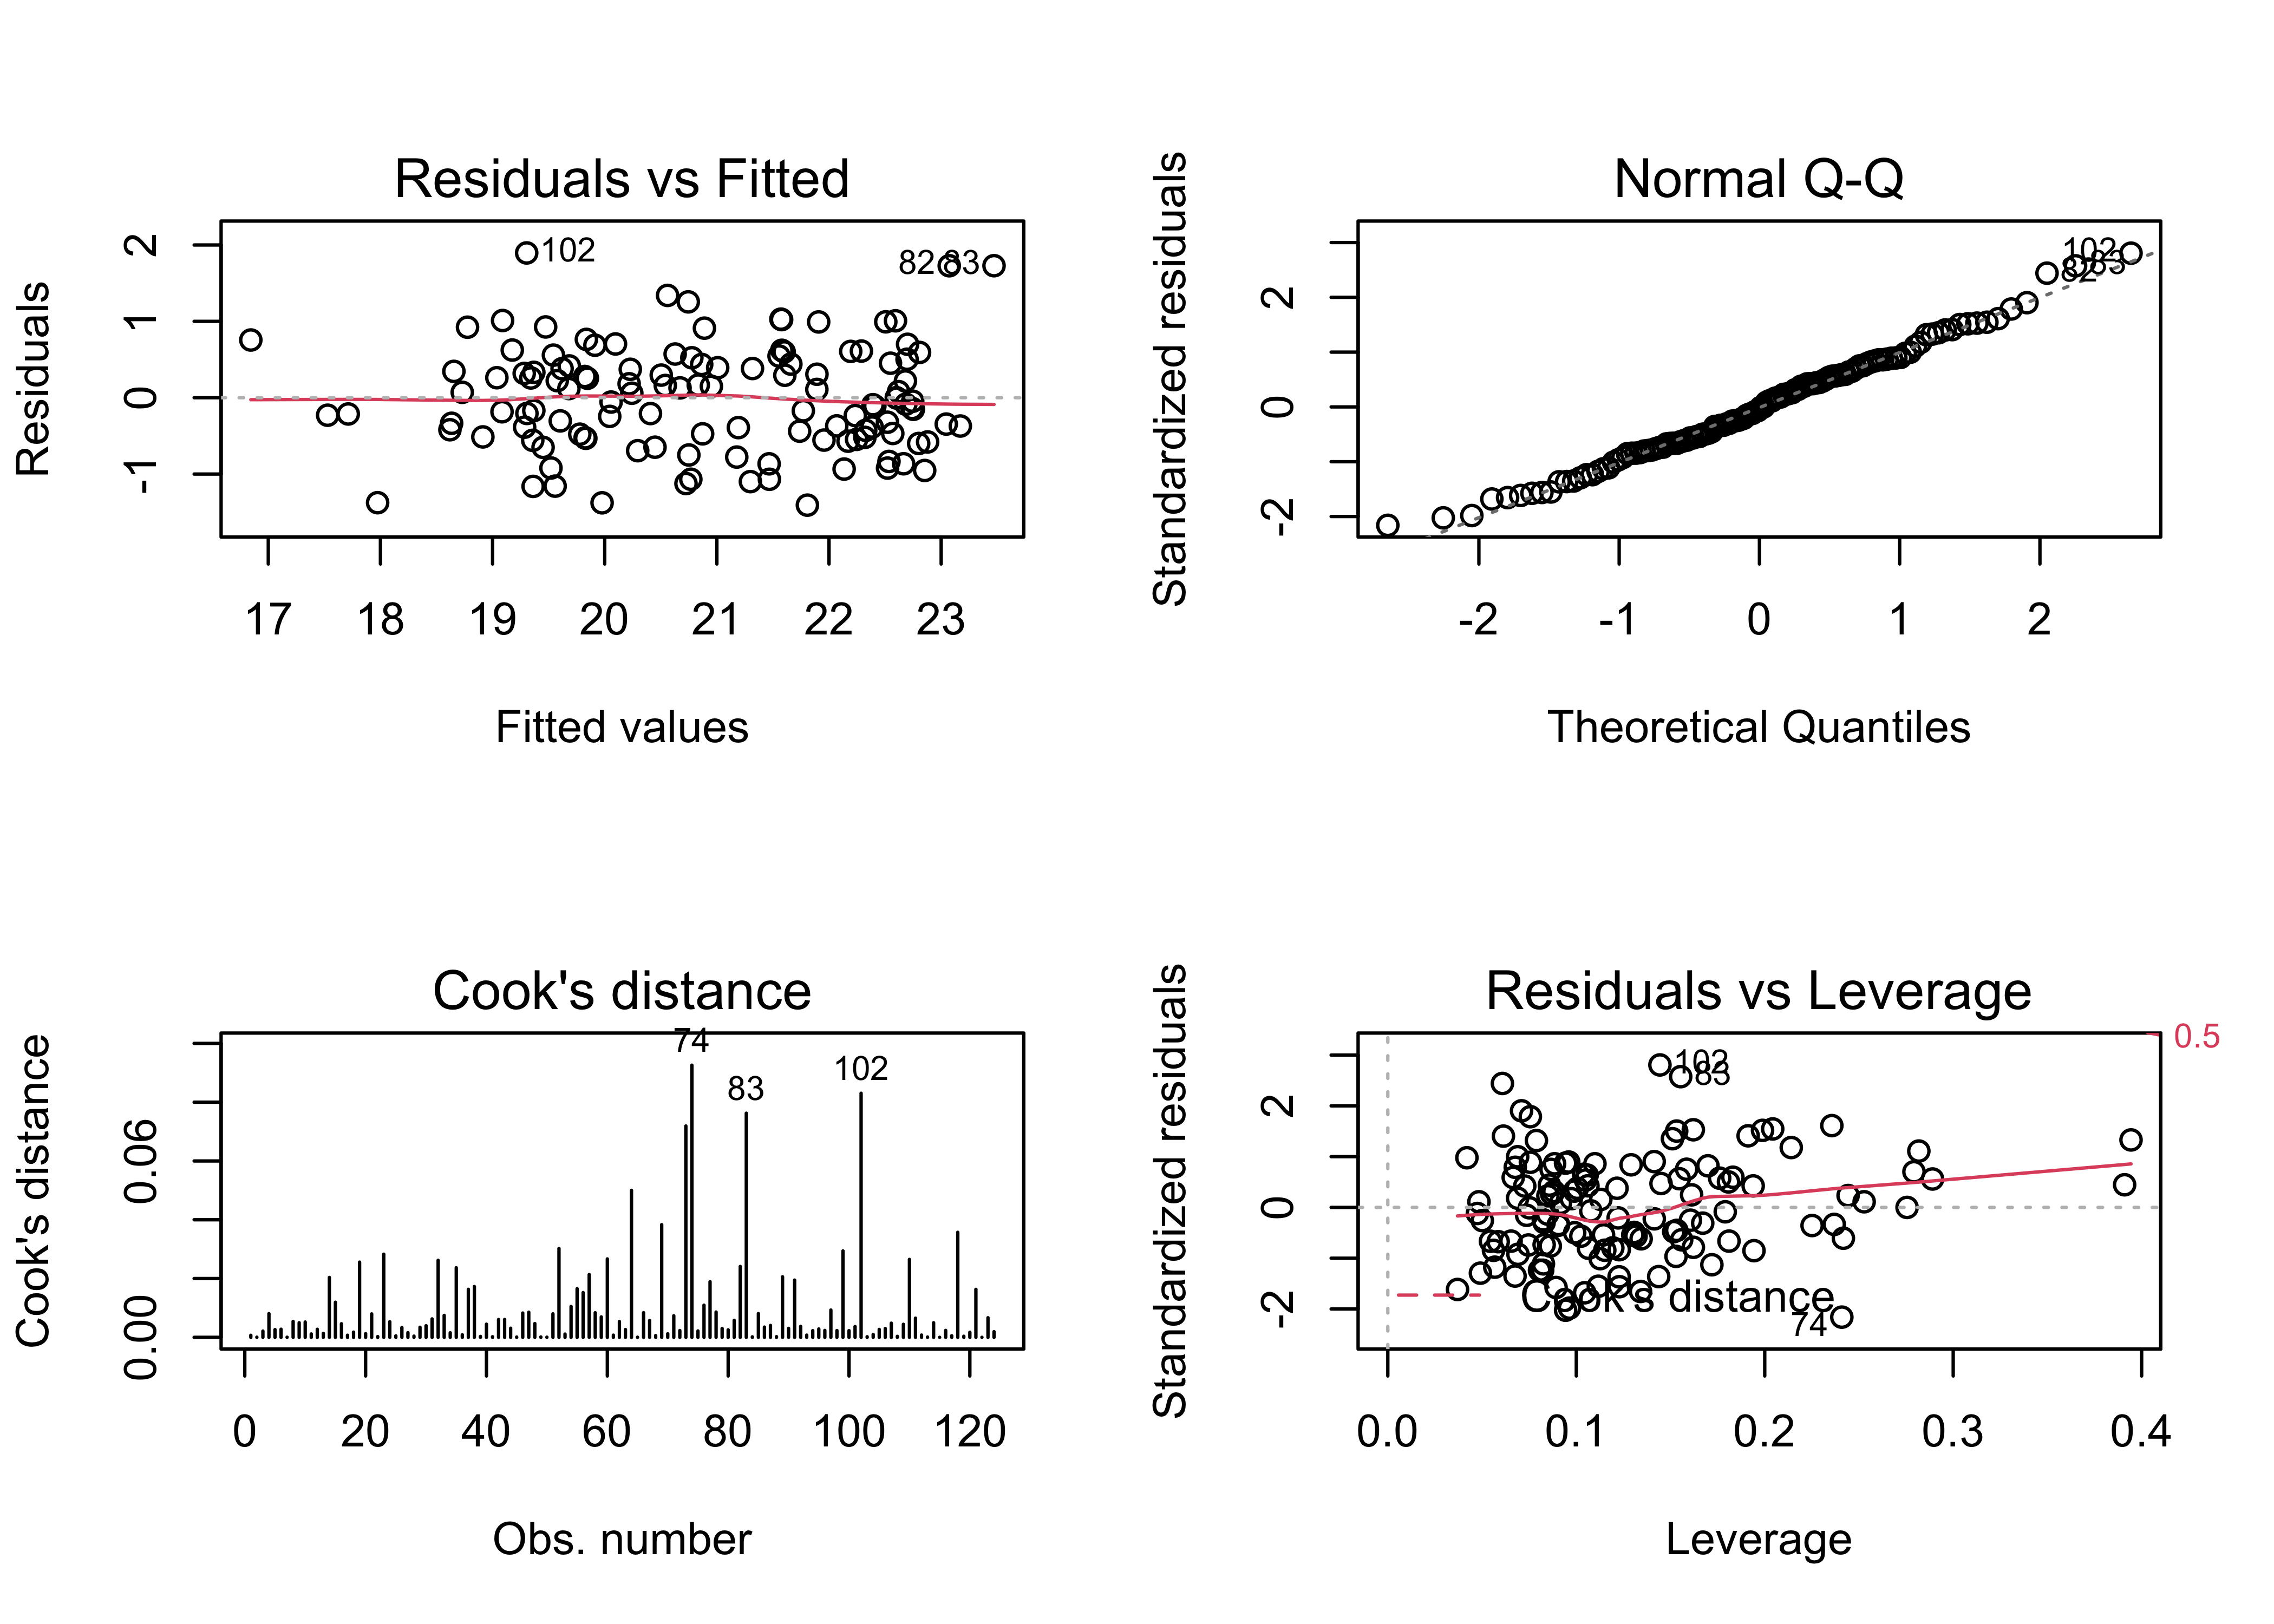 Residuals vs Fitted
Residuals
2
1
0
-1
102
82
83
17 18 19 20 21 22 23
Fitted values
Normal Q-Q
Standardized residuals
2
0
-2
102
82
83
-2 -1 0 1 2
Theoretical Quantiles
Cook's distance
Cook's distance
0.06
0.00
74
83
102
0 20 40 60 80 100 120
Obs. number
Residuals vs Leverage
Standardized residuals
2
0
-2
102
83
0.5
Cook's distance
74
0.0 0.1 0.2 0.3 0.4
Leverage